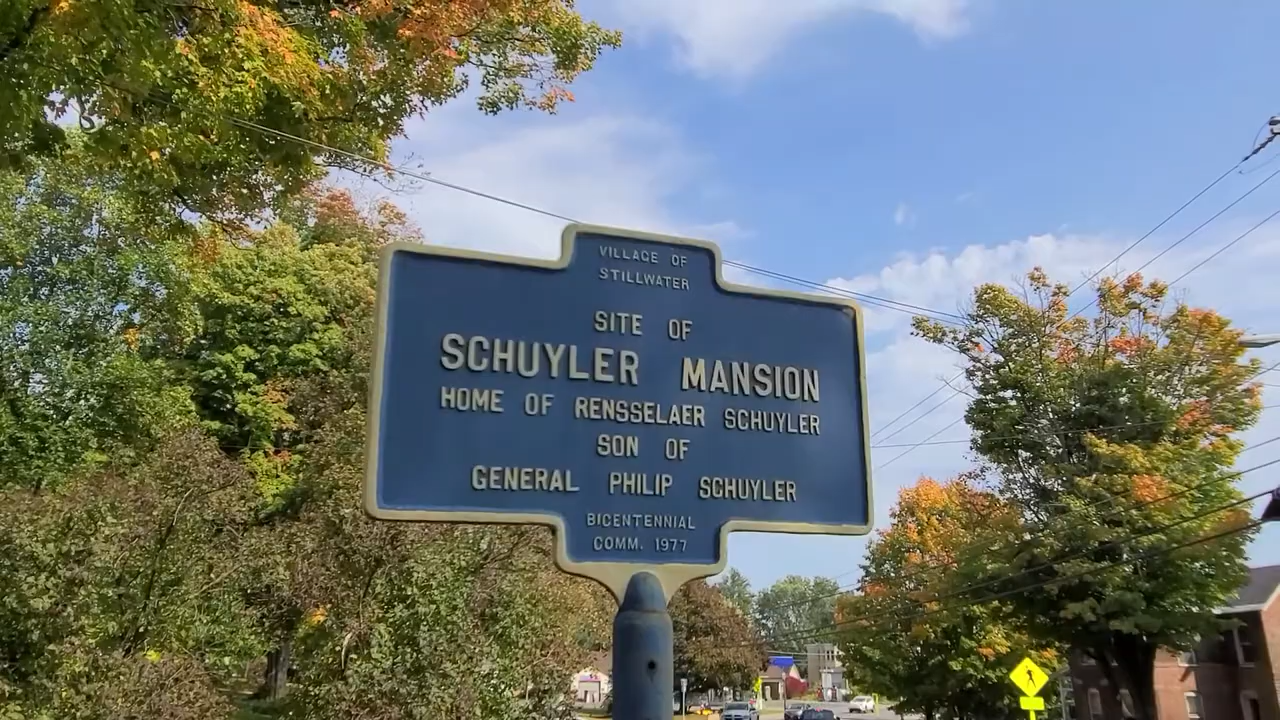 VILLAGE OF
STILLWATER
SITE OF
SCHUYLER MANSION
HOME OF RENSSELAER SCHUYLER
SON OF
GENERAL PHILIP SCHUYLER
BICENTENNIAL
COMM. 1977